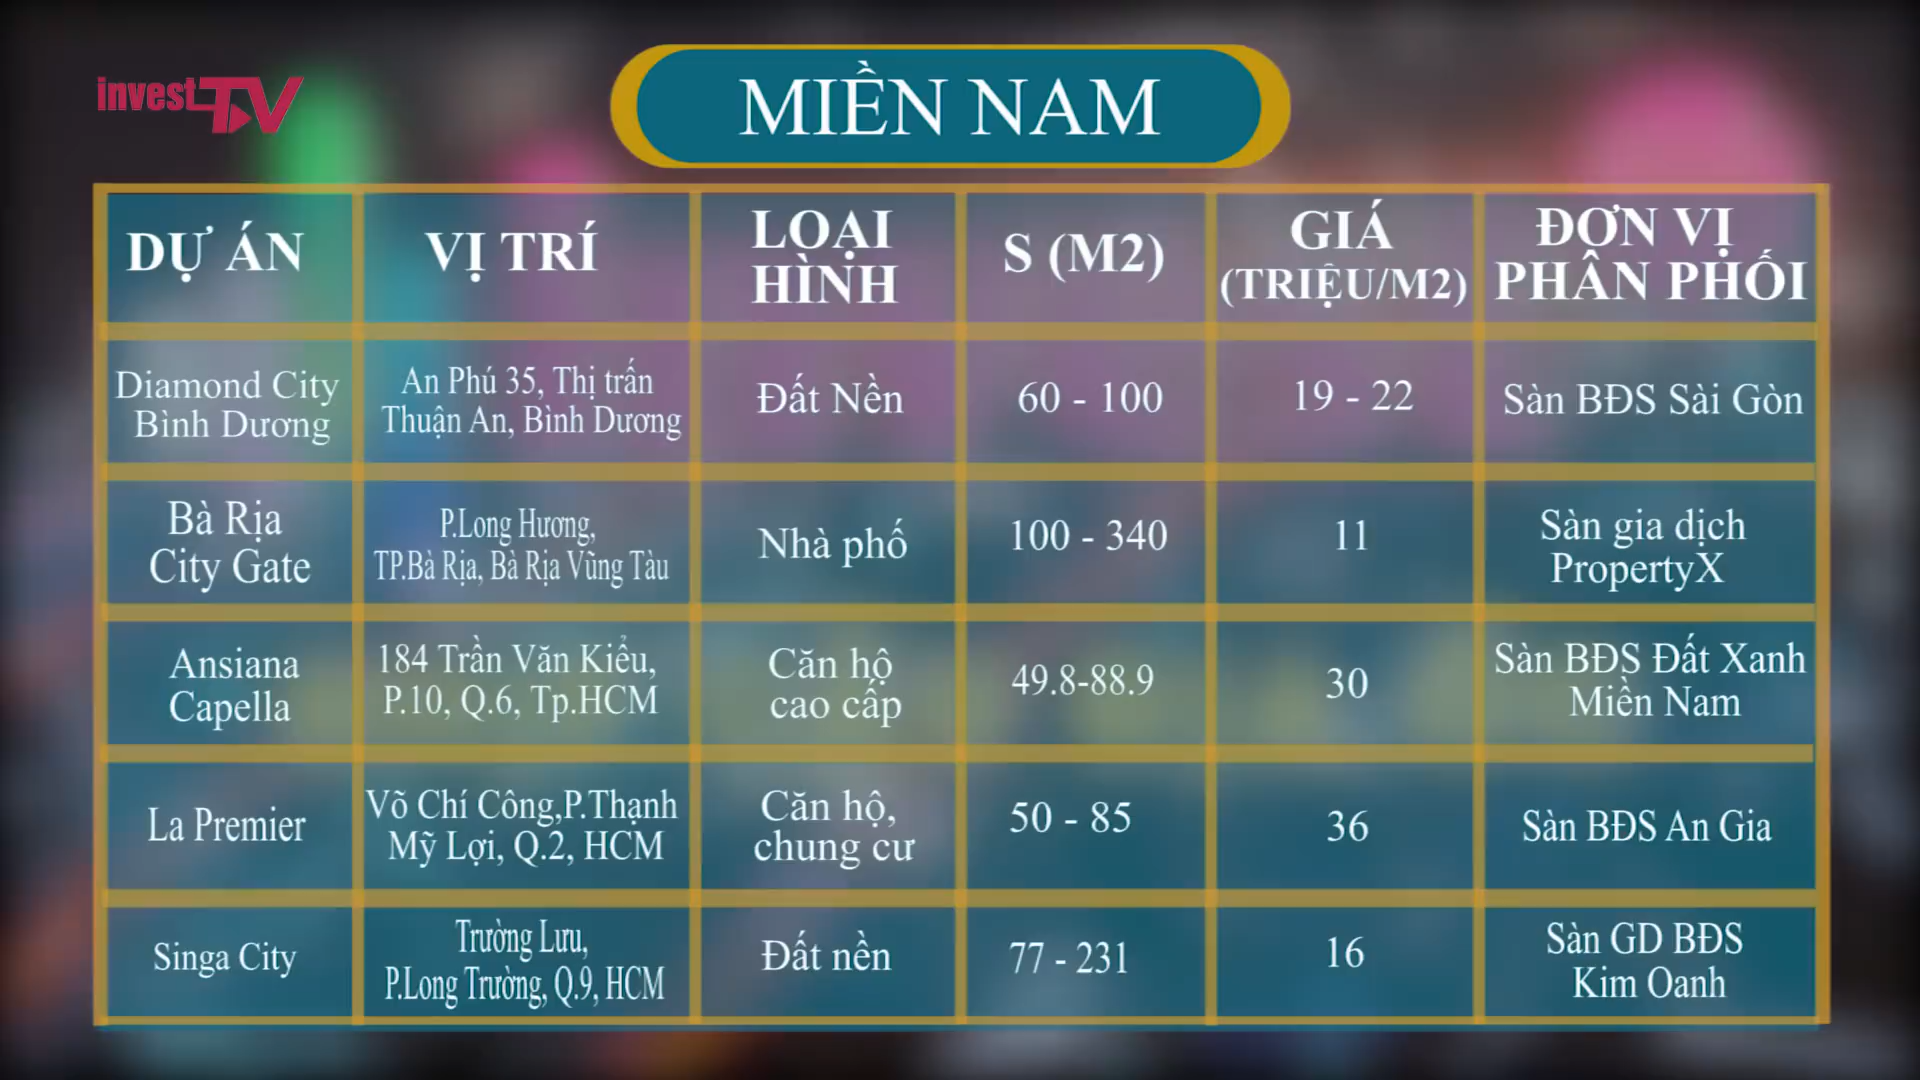 investTV
MIỀN NAM
DỰ ÁN
VỊ TRÍ
LOẠI
HÌNH
S (M2)
GIÁ
(TRIỆU/M2)
ĐƠN VỊ
PHÂN PHỐI
Diamond City
Bình Dương
An Phú 35, Thị trấn
Thuận An, Bình Dương
Đất Nền
60 - 100
19 - 22
Sàn BĐS Sài Gòn
Bà Rịa
City Gate
P.Long Hương,
TP.Bà Rịa, Bà Rịa Vũng Tàu
Nhà phố
100 - 340
11
Sàn gia dịch
PropertyX
Ansiana
Capella
184 Trần Văn Kiểu,
P.10, Q.6, Tp.HCM
Căn hộ
cao cấp
49.8-88.9
30
Sàn BĐS Đất Xanh
Miền Nam
La Premier
Võ Chí Công,P.Thạnh
Mỹ Lợi, Q.2, HCM
Căn hộ,
chung cư
50 - 85
36
Sàn BĐS An Gia
Singa City
Trường Lưu,
P.Long Trường, Q.9, HCM
Đất nền
77 - 231
16
Sàn GD BĐS
Kim Oanh